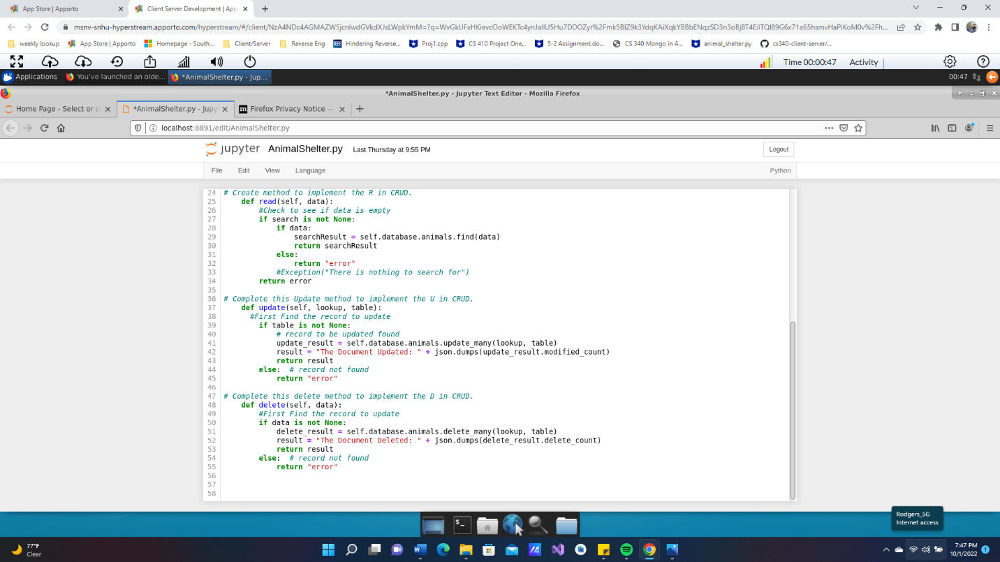 App Store | Apporto
Client Server Development | App
msnv-snhu-hyperstream.apporto.com/hyperstream/#/client/
weekly lookup App Store | Apporto Homepage - South... Client/Server Reverse Eng IEEE Hindering Reverse... Proj1.cpp CS 410 Project One... 5-2 Assignment.do... CS 340 Mongo in A... animal_shelter.py cs340-client-server/...
Time 00:00:47 Activity
Applications You've launched an olde... *AnimalShelter.py - Jup... 00:47
*AnimalShelter.py - Jupyter Text Editor - Mozilla Firefox
Home Page - Select or c *AnimalShelter.py - Jupy Firefox Privacy Notice —
localhost:8891/edit/AnimalShelter.py
jupyter AnimalShelter.py Last Thursday at 9:55 PM Logout
File Edit View Language Python
24 # Create method to implement the R in CRUD.
25     def read(self, data):
26         #Check to see if data is empty
27         if search is not None:
28             if data:
29                 searchResult = self.database.animals.find(data)
30                 return searchResult
31             else:
32                 return "error"
33             #Exception("There is nothing to search for")
34         return error
35
36 # Complete this Update method to implement the U in CRUD.
37     def update(self, lookup, table):
38       #First Find the record to update
39         if table is not None:
40             # record to be updated found
41             update_result = self.database.animals.update_many(lookup, table)
42             result = "The Document Updated: " + json.dumps(update_result.modified_count)
43             return result
44         else:  # record not found
45             return "error"
46
47 # Complete this delete method to implement the D in CRUD.
48     def delete(self, data):
49         #First Find the record to update
50         if data is not None:
51             delete_result = self.database.animals.delete_many(lookup, table)
52             result = "The Document Deleted: " + json.dumps(delete_result.delete_count)
53             return result
54         else:  # record not found
55             return "error"
56
57
58
Rodgers_5G
Internet access
77°F
Clear
7:47 PM
10/1/2022
1